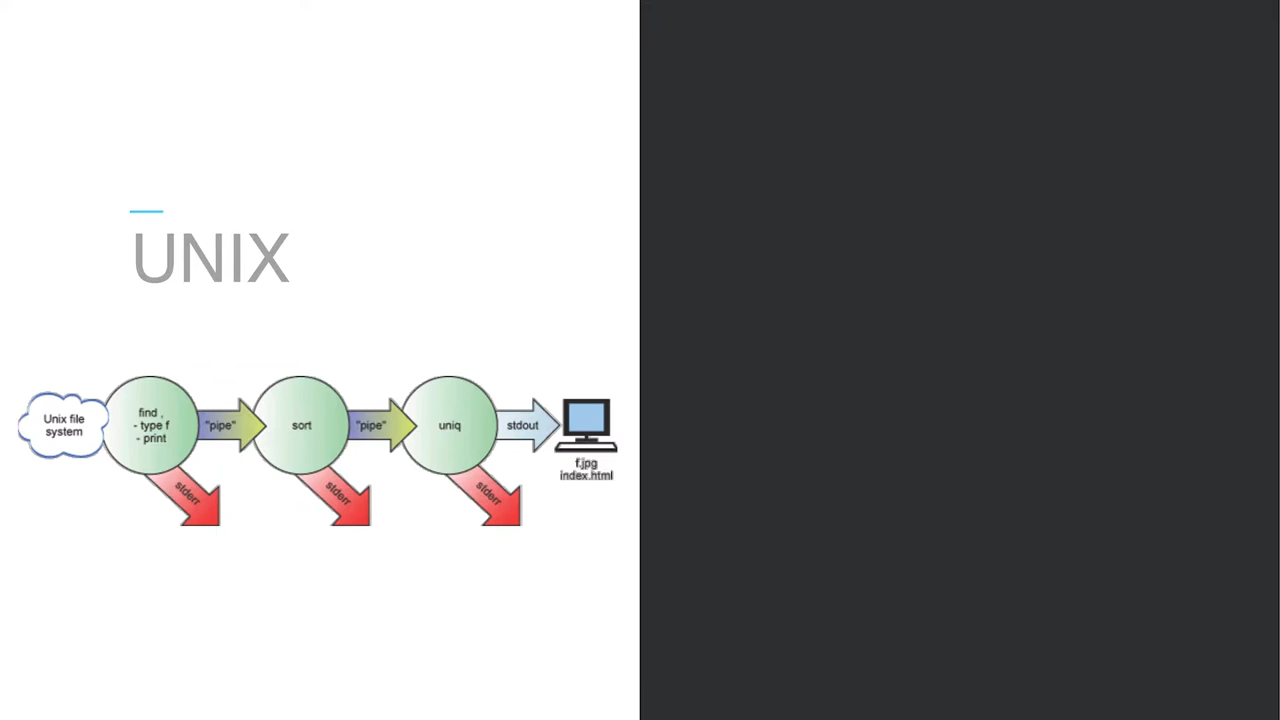 UNIX
Unix file
system
find ,
- type f
- print
"pipe"
sort
"pipe"
uniq
stdout
f.jpg
index.html
stderr
stderr
stderr